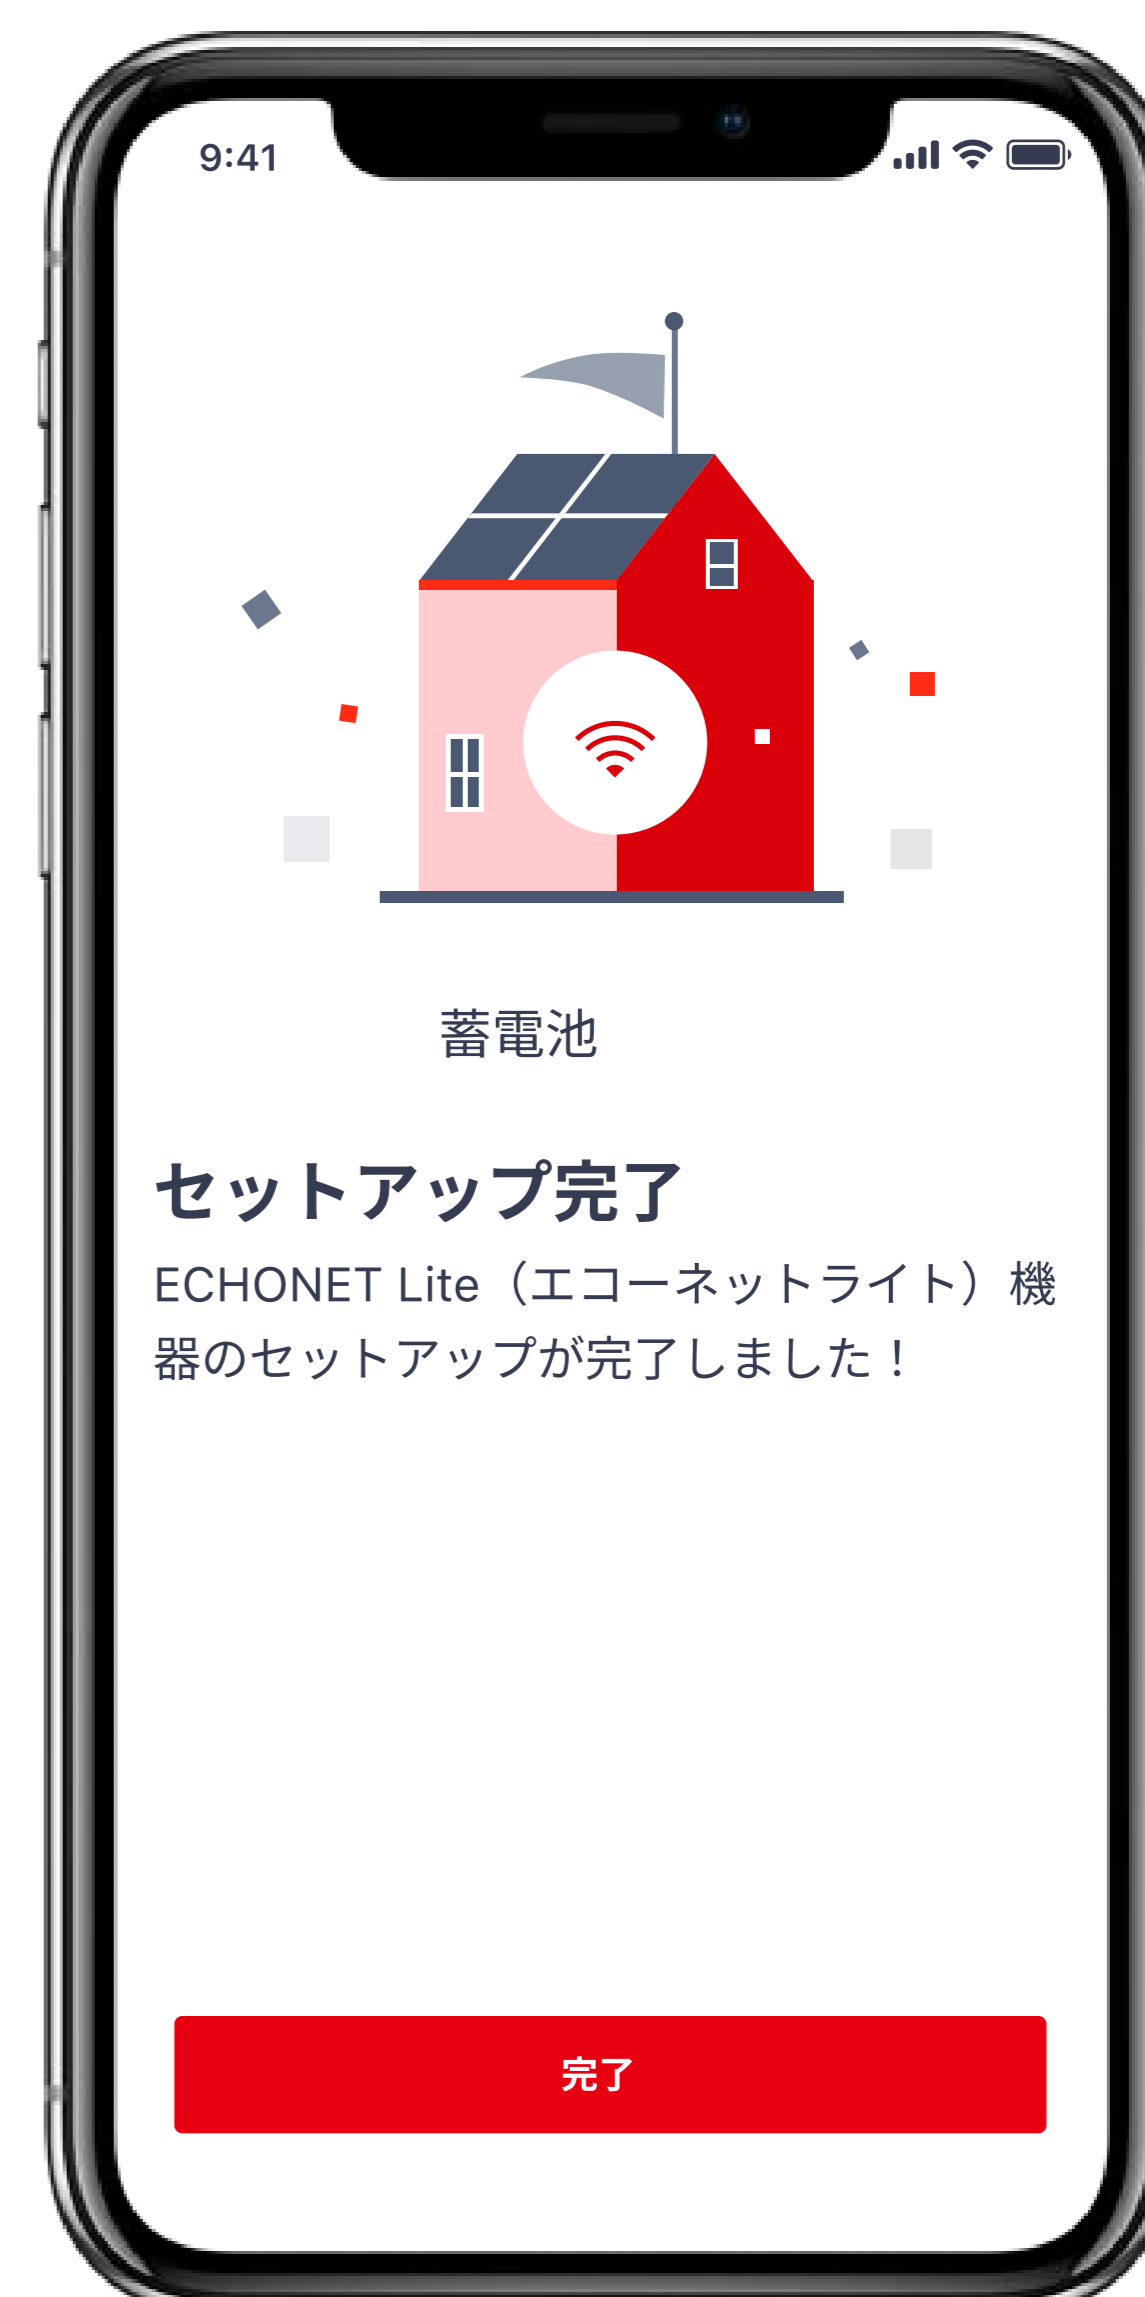 9:41
蓄電池
セットアップ完了
ECHONET Lite（エコーネットライト）機
器のセットアップが完了しました！
完了